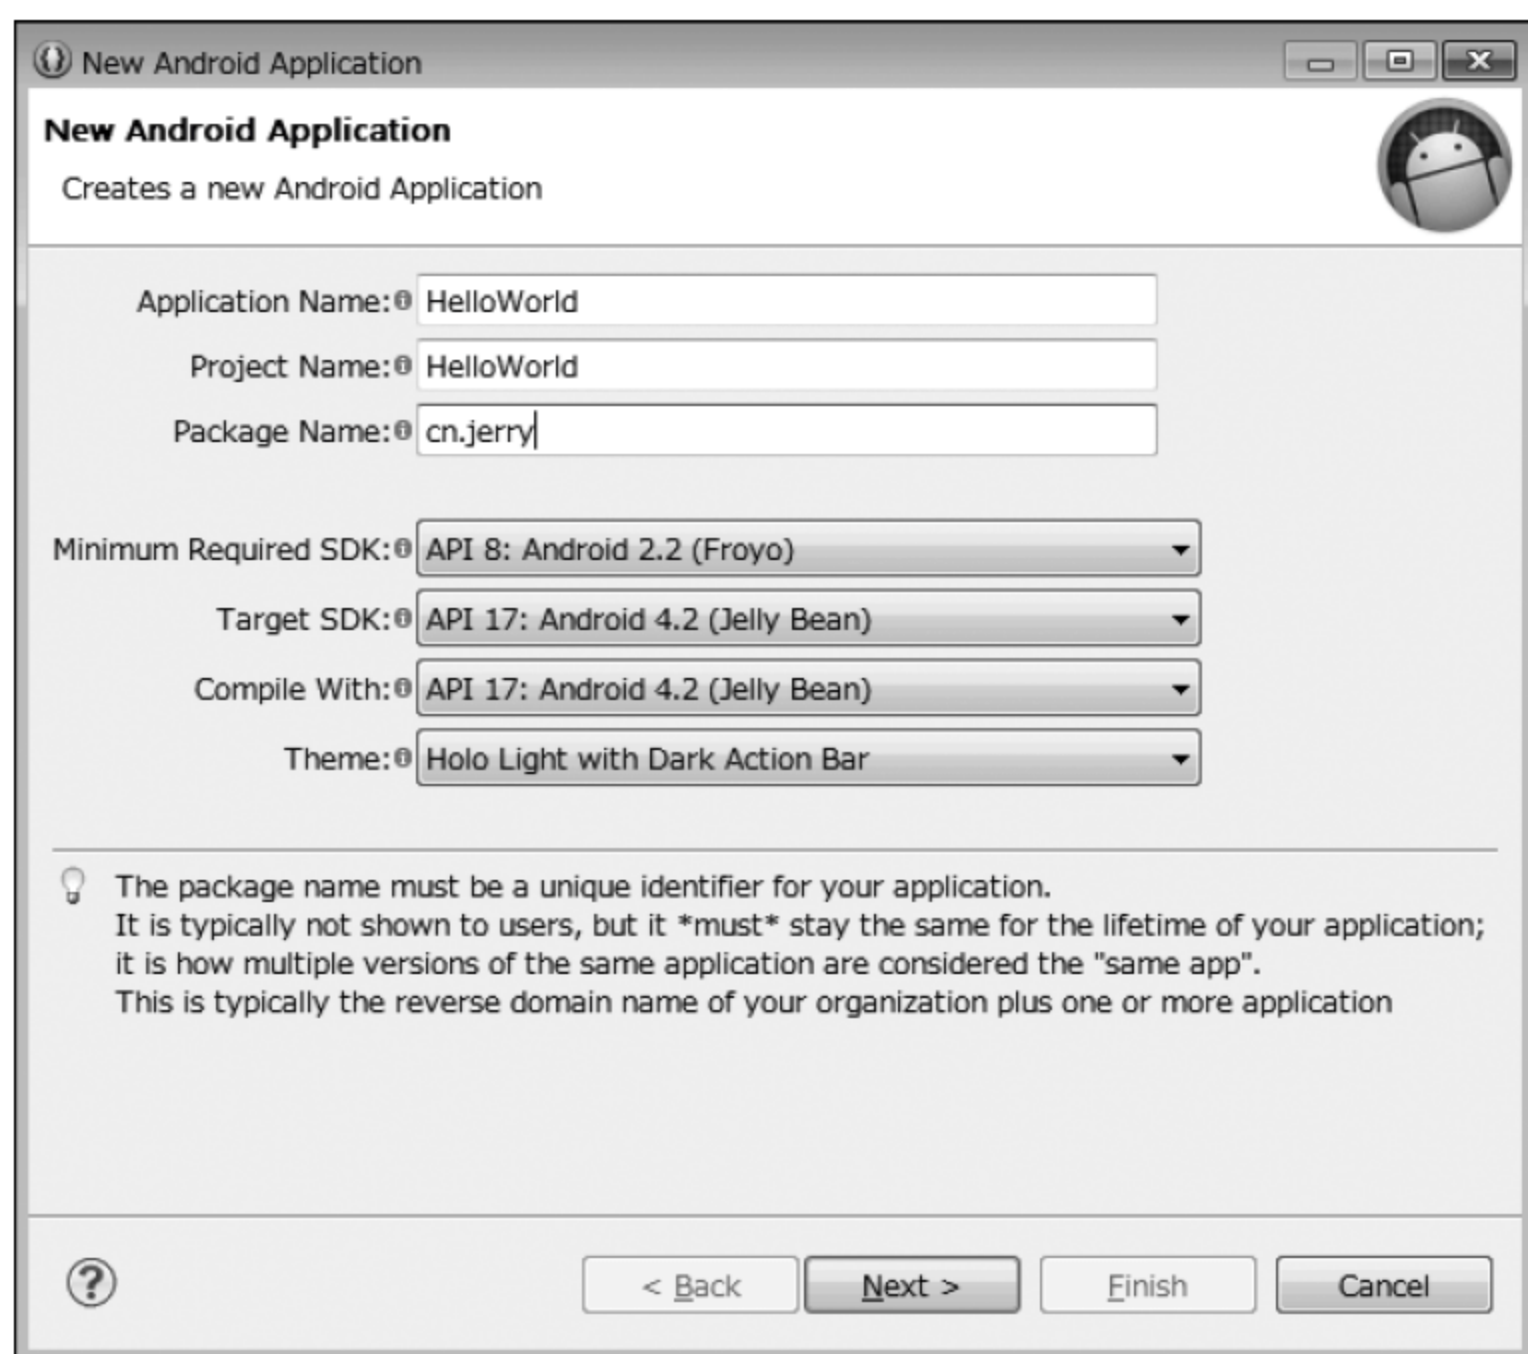 New Android Application
New Android Application
Creates a new Android Application
Application Name: HelloWorld
Project Name: HelloWorld
Package Name: cn.jerry
Minimum Required SDK: API 8: Android 2.2 (Froyo)
Target SDK: API 17: Android 4.2 (Jelly Bean)
Compile With: API 17: Android 4.2 (Jelly Bean)
Theme: Holo Light with Dark Action Bar
The package name must be a unique identifier for your application.
It is typically not shown to users, but it *must* stay the same for the lifetime of your application;
it is how multiple versions of the same application are considered the "same app".
This is typically the reverse domain name of your organization plus one or more application
? < Back Next > Finish Cancel